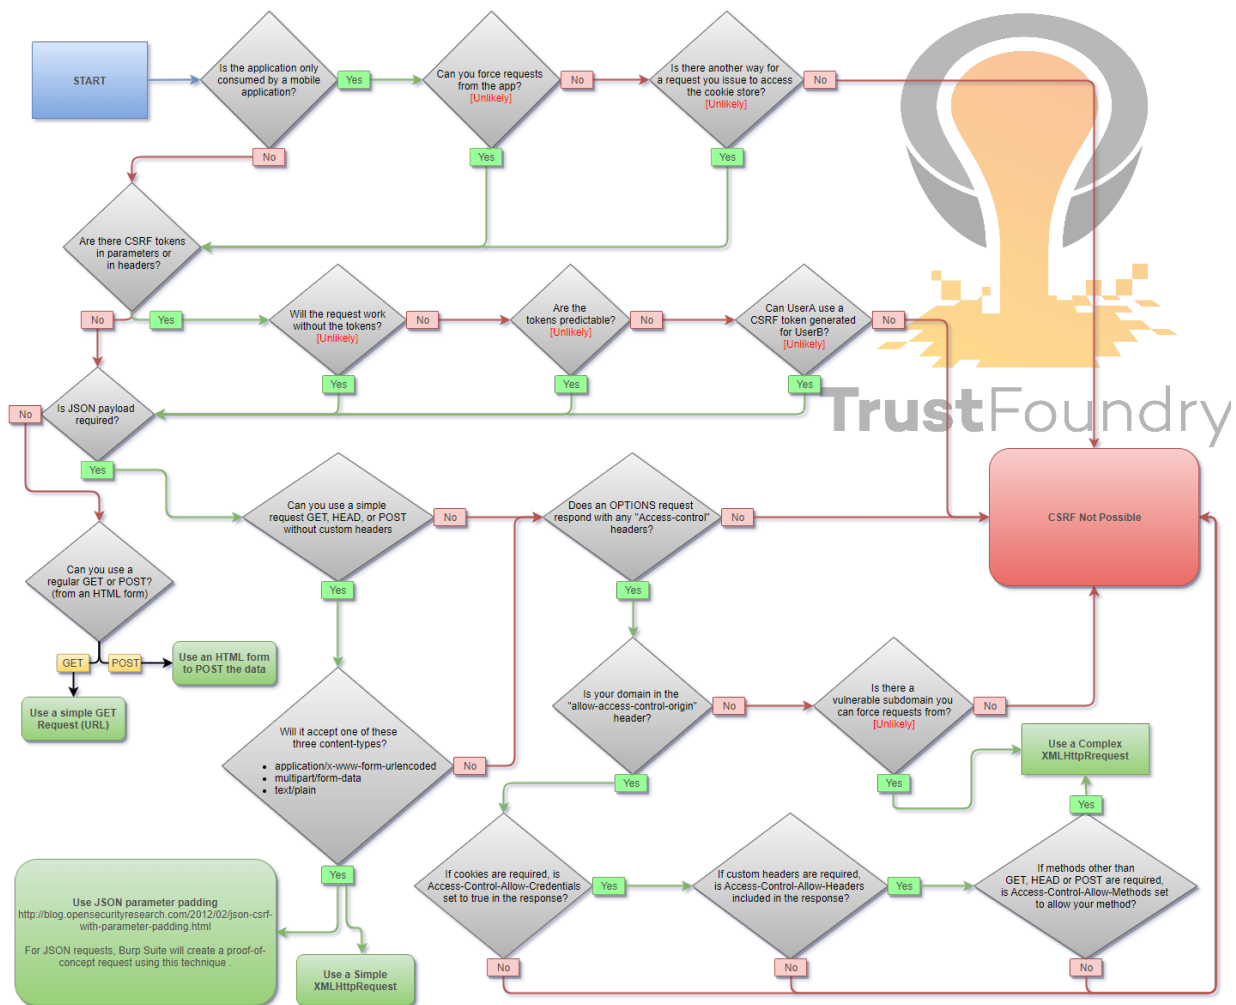 START
Is the application only
consumed by a mobile
application?
Yes
Can you force requests
from the app?
[Unlikely]
No
Is there another way for
a request you issue to access
the cookie store?
[Unlikely]
No
No
Yes
Yes
Are there CSRF tokens
in parameters or
in headers?
No
Yes
Will the request work
without the tokens?
[Unlikely]
No
Are the
tokens predictable?
[Unlikely]
No
Can UserA use a
CSRF token generated
for UserB?
[Unlikely]
No
Yes
Yes
Yes
TrustFoundry
No
Is JSON payload
required?
Yes
Can you use a simple
request GET, HEAD, or POST
without custom headers
No
Does an OPTIONS request
respond with any "Access-control"
headers?
No
CSRF Not Possible
Can you use a
regular GET or POST?
(from an HTML form)
Yes
Yes
GET
POST
Use an HTML form
to POST the data
Use a simple GET
Request (URL)
Is your domain in the
"allow-access-control-origin"
header?
No
Is there a
vulnerable subdomain you
can force requests from?
[Unlikely]
Will it accept one of these
three content-types?
• application/x-www-form-urlencoded
• multipart/form-data
• text/plain
No
Yes
Yes
Use a Complex
XMLHttpRrequest
Yes
If cookies are required, is
Access-Control-Allow-Credentials
set to true in the response?
Yes
If custom headers are required,
is Access-Control-Allow-Headers
included in the response?
Yes
If methods other than
GET, HEAD or POST are required,
is Access-Control-Allow-Methods set
to allow your method?
Yes
Use JSON parameter padding
http://blog.opensecurityresearch.com/2012/02/json-csrf-
with-parameter-padding.html
For JSON requests, Burp Suite will create a proof-of-
concept request using this technique .
Use a Simple
XMLHttpRequest
No
No
No